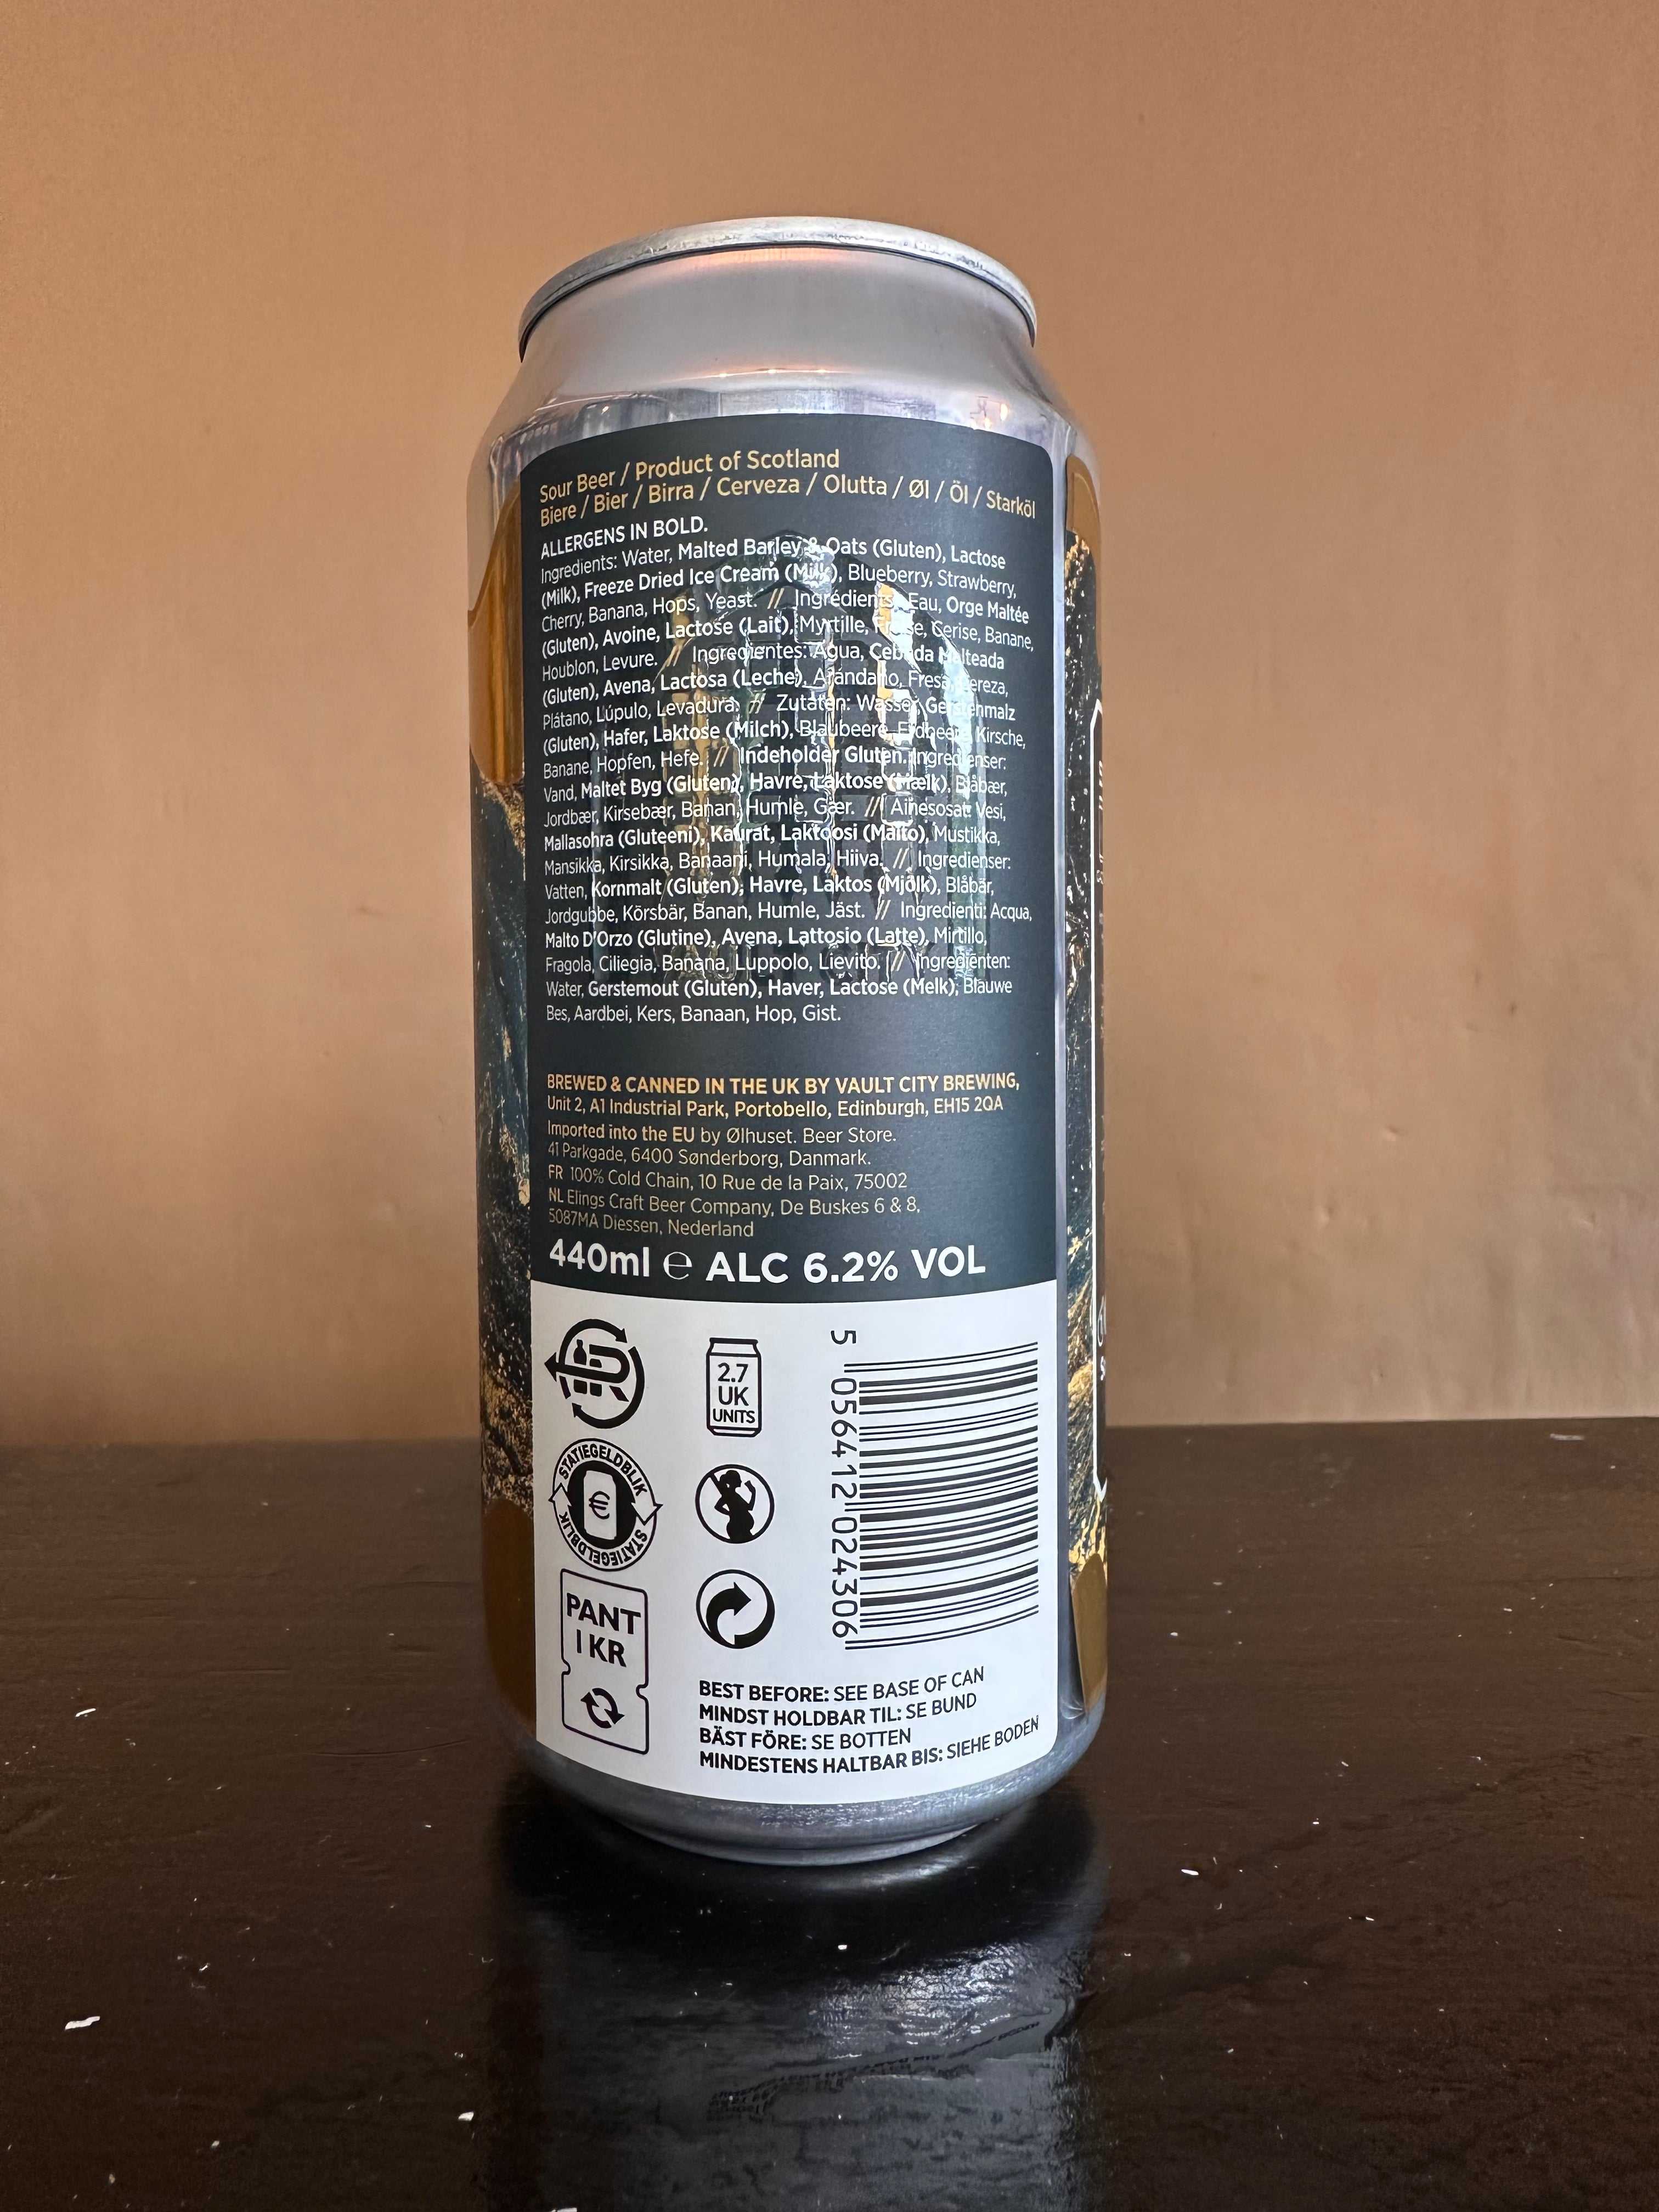 Sour Beer / Product of Scotland
Biere / Bier / Birra / Cerveza / Olutta / Øl / Öl / Starköl
ALLERGENS IN BOLD.
Ingredients: Water, Malted Barley & Oats (Gluten), Lactose
(Milk), Freeze Dried Ice Cream (Milk), Blueberry, Strawberry,
Cherry, Banana, Hops, Yeast. // Ingrédients: Eau, Orge Maltée
(Gluten), Avoine, Lactose (Lait), Myrtille, Fraise, Cerise, Banane,
Houblon, Levure. // Ingredientes: Agua, Cebada Malteada
(Gluten), Avena, Lactosa (Leche), Arándano, Fresa, Cereza,
Plátano, Lúpulo, Levadura. // Zutaten: Wasser, Gerstenmalz
(Gluten), Hafer, Laktose (Milch), Blaubeere, Erdbeere, Kirsche,
Banane, Hopfen, Hefe. // Indeholder Gluten. Ingredienser:
Vand, Maltet Byg (Gluten), Havre, Laktose (Mælk), Blåbær,
Jordbær, Kirsebær, Banan, Humle, Gær. // Ainesosat: Vesi,
Mallasohra (Gluteeni), Kaurat, Laktoosi (Maito), Mustikka,
Mansikka, Kirsikka, Banaani, Humala, Hiiva. // Ingredienser:
Vatten, Kornmalt (Gluten), Havre, Laktos (Mjölk), Blåbär,
Jordgubbe, Körsbär, Banan, Humle, Jäst. // Ingredienti: Acqua,
Malto D'Orzo (Glutine), Avena, Lattosio (Latte), Mirtillo,
Fragola, Ciliegia, Banana, Luppolo, Lievito. // Ingrediënten:
Water, Gerstemout (Gluten), Haver, Lactose (Melk), Blauwe
Bes, Aardbei, Kers, Banaan, Hop, Gist.
BREWED & CANNED IN THE UK BY VAULT CITY BREWING,
Unit 2, A1 Industrial Park, Portobello, Edinburgh, EH15 2QA
Imported into the EU by Ølhuset. Beer Store.
41 Parkgade, 6400 Sønderborg, Danmark.
FR 100% Cold Chain, 10 Rue de la Paix, 75002
NL Elings Craft Beer Company, De Buskes 6 & 8,
5087MA Diessen, Nederland
440ml ℮ ALC 6.2% VOL
2.7
UK
UNITS
STATIEGELDBLIK
€
STATIEGELDBLIK
PANT
1 KR
5 056412 024306
BEST BEFORE: SEE BASE OF CAN
MINDST HOLDBAR TIL: SE BUND
BÄST FÖRE: SE BOTTEN
MINDESTENS HALTBAR BIS: SIEHE BODEN